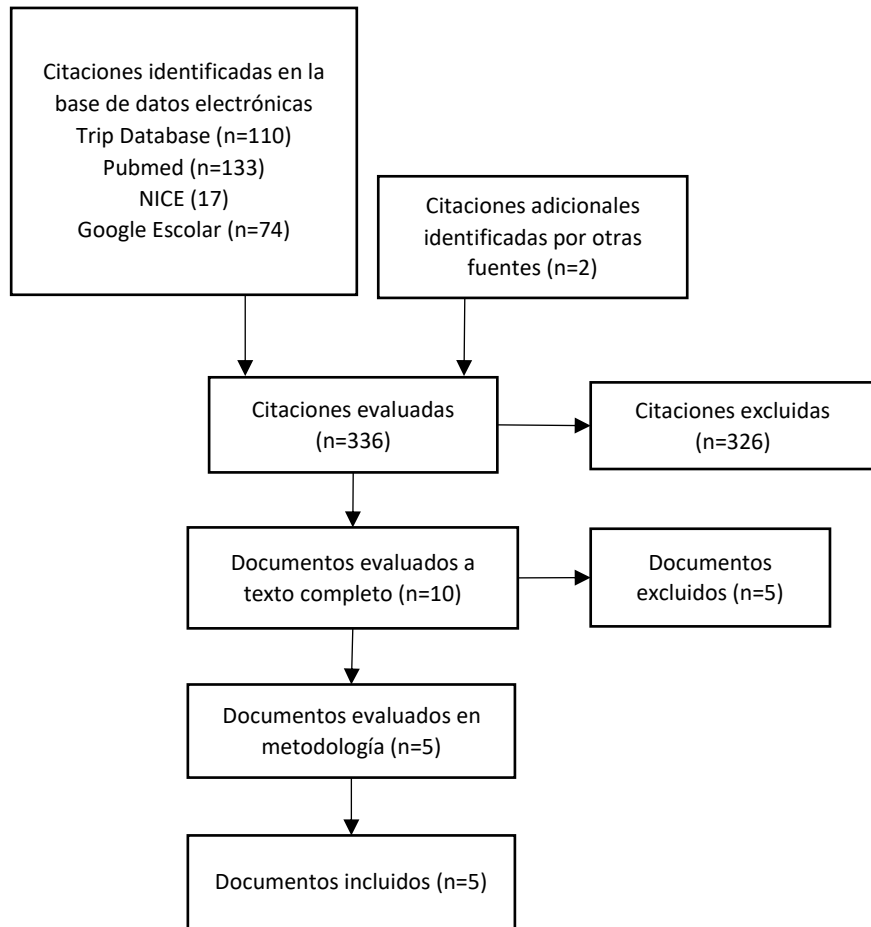 Citaciones identificadas en la
base de datos electrónicas
Trip Database (n=110)
Pubmed (n=133)
NICE (17)
Google Escolar (n=74)
Citaciones adicionales
identificadas por otras
fuentes (n=2)
Citaciones evaluadas
(n=336)
Citaciones excluidas
(n=326)
Documentos evaluados a
texto completo (n=10)
Documentos
excluidos (n=5)
Documentos evaluados en
metodología (n=5)
Documentos incluidos (n=5)